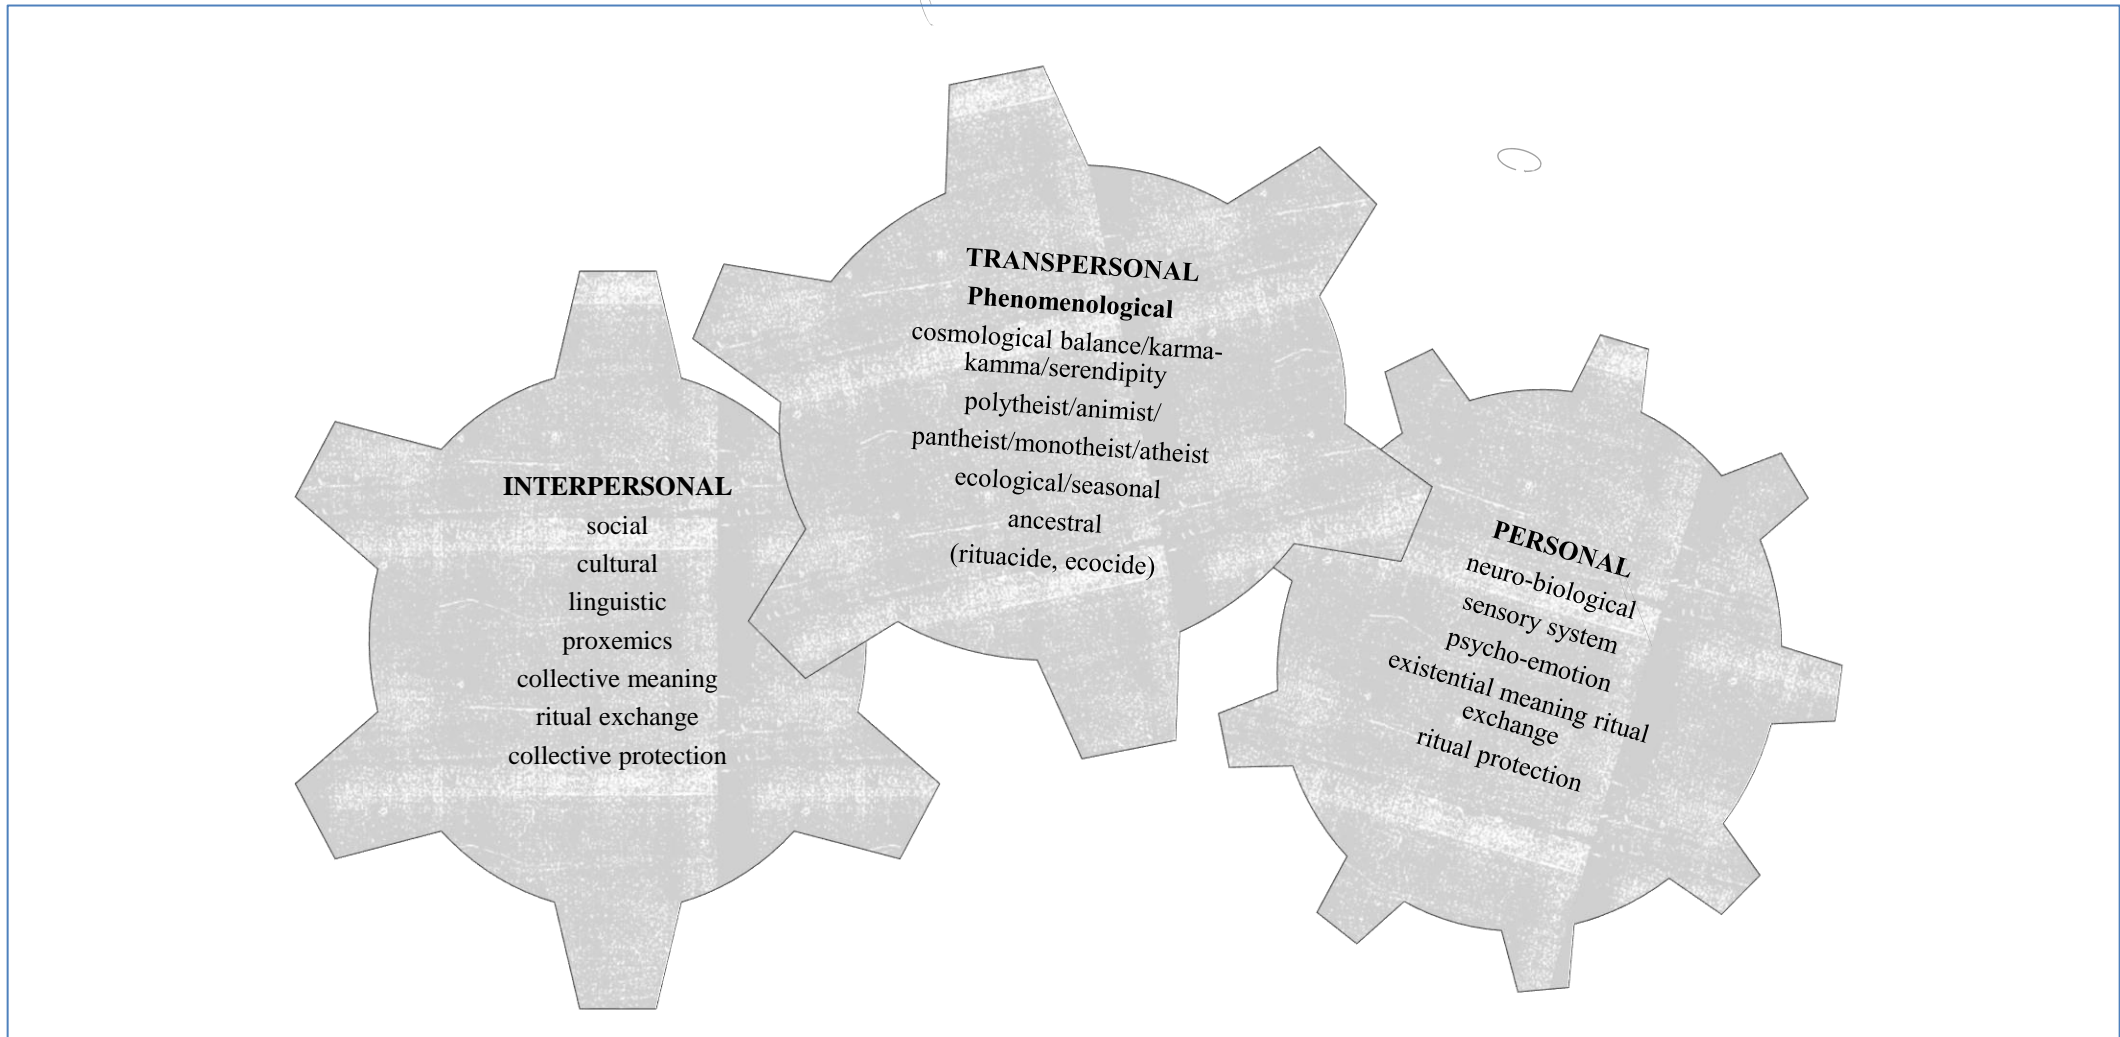 INTERPERSONAL
social
cultural
linguistic
proxemics
collective meaning
ritual exchange
collective protection
TRANSPERSONAL
Phenomenological
cosmological balance/karma-
kamma/serendipity
polytheist/animist/
pantheist/monotheist/atheist
ecological/seasonal
ancestral
(rituacide, ecocide)
PERSONAL
neuro-biological
sensory system
psycho-emotion
existential meaning ritual
exchange
ritual protection